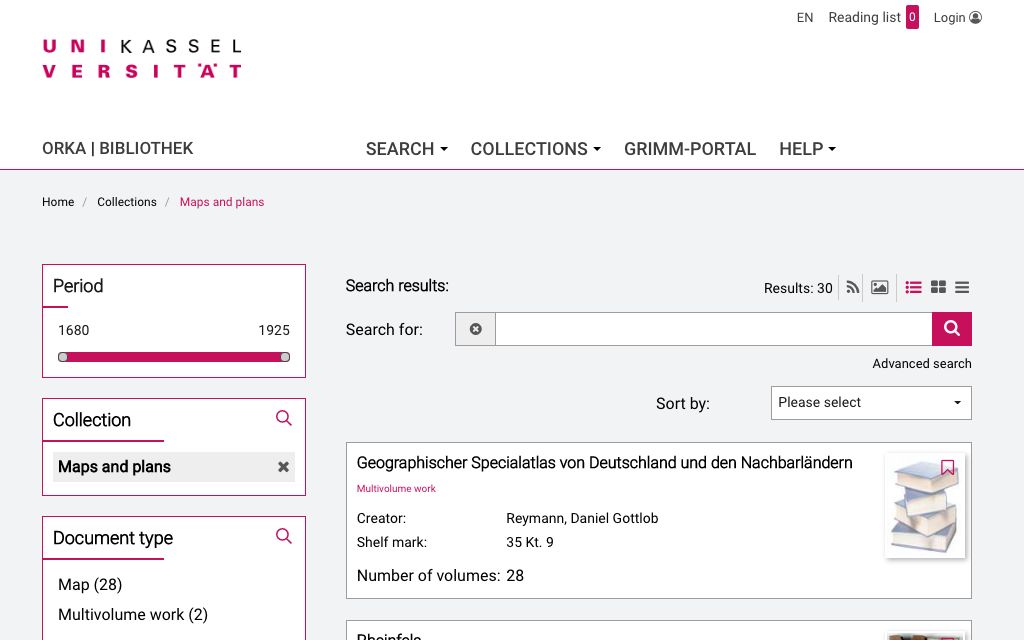 EN Reading list 0 Login
UNIKASSEL
VERSITÄT
ORKA | BIBLIOTHEK
SEARCH COLLECTIONS GRIMM-PORTAL HELP
Home / Collections / Maps and plans
Period
1680 1925
Collection
Maps and plans
Document type
Map (28)
Multivolume work (2)
Search results:
Results: 30
Search for:
Advanced search
Sort by: Please select
Geographischer Specialatlas von Deutschland und den Nachbarländern
Multivolume work
Creator: Reymann, Daniel Gottlob
Shelf mark: 35 Kt. 9
Number of volumes: 28
Rheinfels